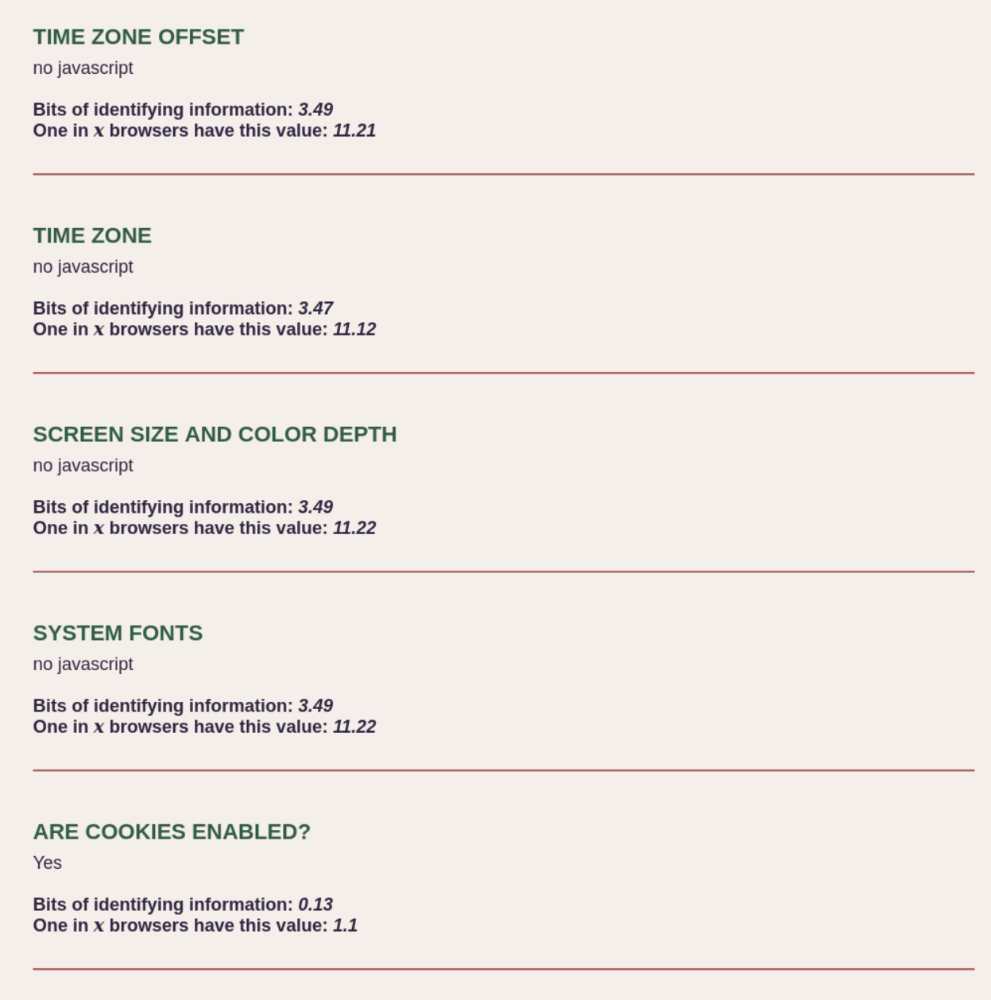 TIME ZONE OFFSET
no javascript
Bits of identifying information: 3.49
One in x browsers have this value: 11.21
TIME ZONE
no javascript
Bits of identifying information: 3.47
One in x browsers have this value: 11.12
SCREEN SIZE AND COLOR DEPTH
no javascript
Bits of identifying information: 3.49
One in x browsers have this value: 11.22
SYSTEM FONTS
no javascript
Bits of identifying information: 3.49
One in x browsers have this value: 11.22
ARE COOKIES ENABLED?
Yes
Bits of identifying information: 0.13
One in x browsers have this value: 1.1